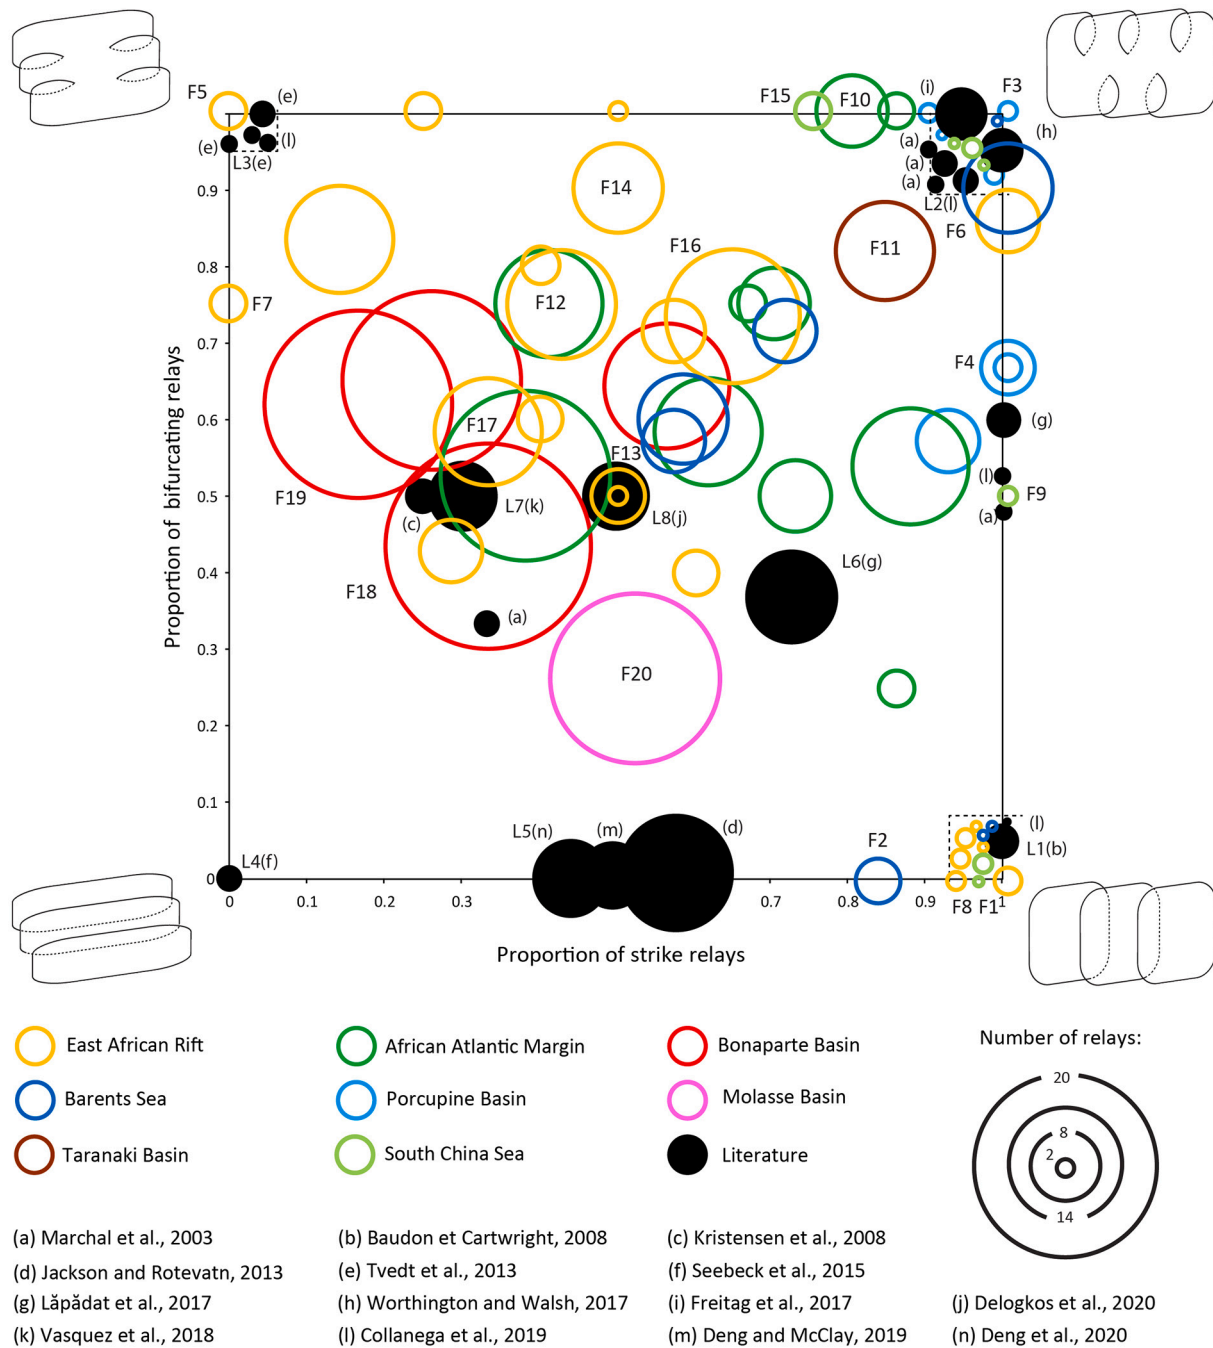 F5
(e)
F15
F10
(i)
F3
(h)
(e)
L3(e)
(l)
(a)
(a)
(a)
L2(l)
0.9
F14
F6
F16
F11
0.8
F7
F12
0.7
F4
0.6
(g)
F17
F13
F19
0.5
L7(k)
(c)
L8(j)
(l)
F9
(a)
0.4
F18
L6(g)
(a)
0.3
F20
0.2
0.1
L5(n)
(m)
(d)
F2
(l)
L1(b)
L4(f)
0
0
0.3
0.7
0.8
0.9
F8
F1
1
Proportion of bifurcating relays
Proportion of strike relays
East African Rift
African Atlantic Margin
Bonaparte Basin
Barents Sea
Porcupine Basin
Molasse Basin
Taranaki Basin
South China Sea
Literature
Number of relays:
20
8
2
14
(a) Marchal et al., 2003
(b) Baudon et Cartwright, 2008
(c) Kristensen et al., 2008
(d) Jackson and Rotevatn, 2013
(e) Tvedt et al., 2013
(f) Seebeck et al., 2015
(g) Lăpădat et al., 2017
(h) Worthington and Walsh, 2017
(i) Freitag et al., 2017
(j) Delogkos et al., 2020
(k) Vasquez et al., 2018
(l) Collanega et al., 2019
(m) Deng and McClay, 2019
(n) Deng et al., 2020